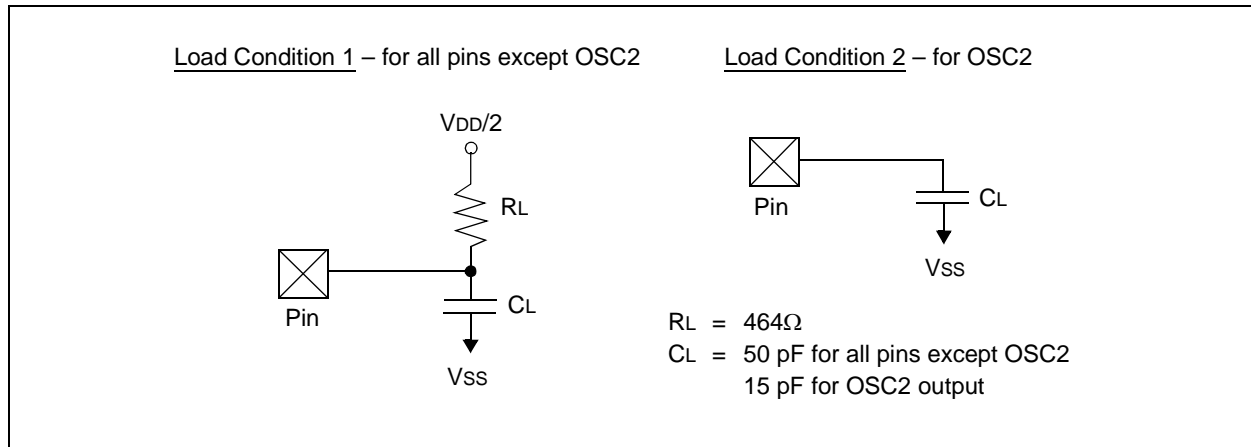 Load Condition 1 – for all pins except OSC2
VDD/2
RL
Pin
CL
VSS
Load Condition 2 – for OSC2
Pin
CL
VSS
RL = 464Ω
CL = 50 pF for all pins except OSC2
15 pF for OSC2 output